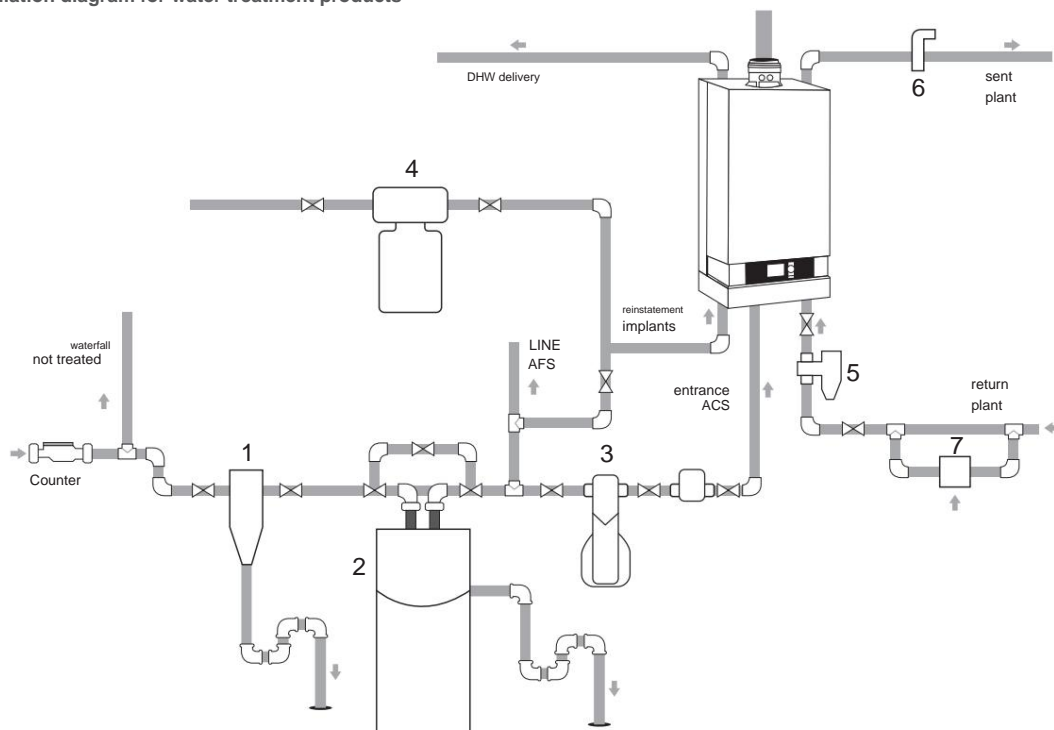 DHW delivery
6
sent
plant
4
reinstatement
implants
waterfall
not treated
LINE
AFS
5
entrance
ACS
return
plant
1
3
7
Counter
2